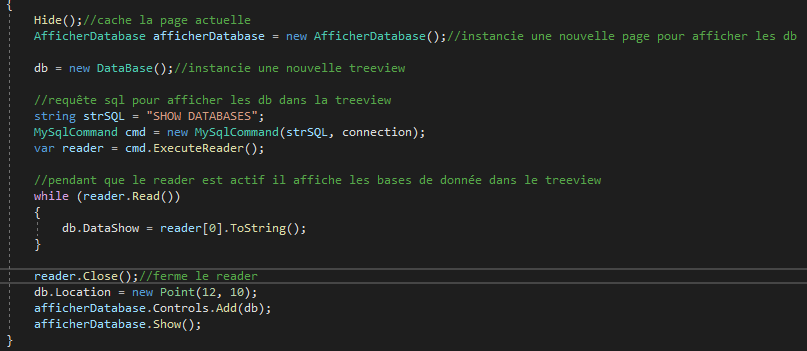 {
Hide();//cache la page actuelle
AfficherDatabase afficherDatabase = new AfficherDatabase();//instancie une nouvelle page pour afficher les db
db = new DataBase();//instancie une nouvelle treeview
//requête sql pour afficher les db dans la treeview
string strSQL = "SHOW DATABASES";
MySqlCommand cmd = new MySqlCommand(strSQL, connection);
var reader = cmd.ExecuteReader();
//pendant que le reader est actif il affiche les bases de donnée dans le treeview
while (reader.Read())
{
db.DataShow = reader[0].ToString();
}
reader.Close();//ferme le reader
db.Location = new Point(12, 10);
afficherDatabase.Controls.Add(db);
afficherDatabase.Show();
}